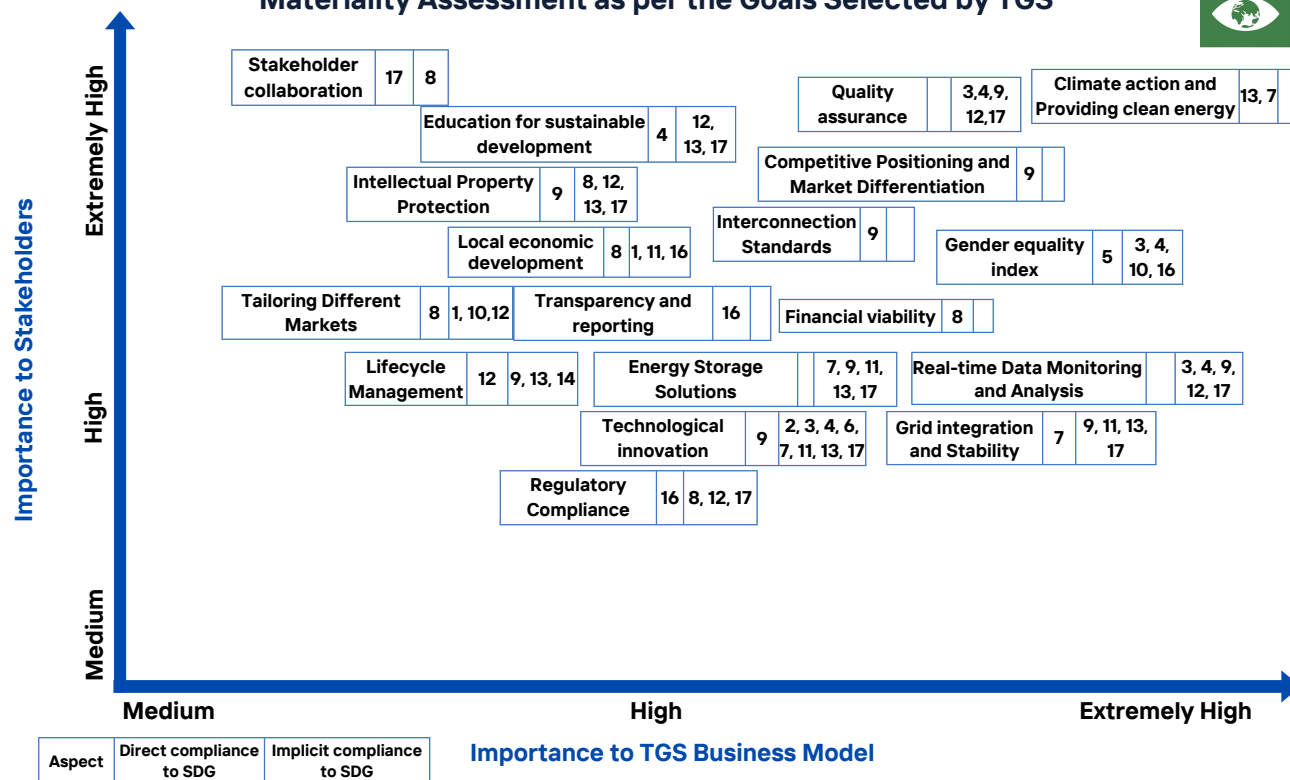 Materiality Assessment as per the Goals Selected by TGS
Importance to Stakeholders
Extremely High
High
Medium
Stakeholder
collaboration
17
8
Quality
assurance
3,4,9,
12,17
Climate action and
Providing clean energy
13, 7
Education for sustainable
development
4
12,
13, 17
Competitive Positioning and
Market Differentiation
9
Intellectual Property
Protection
9
8, 12,
13, 17
Interconnection
Standards
9
Local economic
development
8
1, 11, 16
Gender equality
index
5
3, 4,
10, 16
Tailoring Different
Markets
8
1, 10,12
Transparency and
reporting
16
Financial viability
8
Lifecycle
Management
12
9, 13, 14
Energy Storage
Solutions
7, 9, 11,
13, 17
Real-time Data Monitoring
and Analysis
3, 4, 9,
12, 17
Technological
innovation
9
2, 3, 4, 6,
7, 11, 13, 17
Grid integration
and Stability
7
9, 11, 13,
17
Regulatory
Compliance
16
8, 12, 17
Medium
High
Extremely High
Importance to TGS Business Model
Aspect
Direct compliance
to SDG
Implicit compliance
to SDG